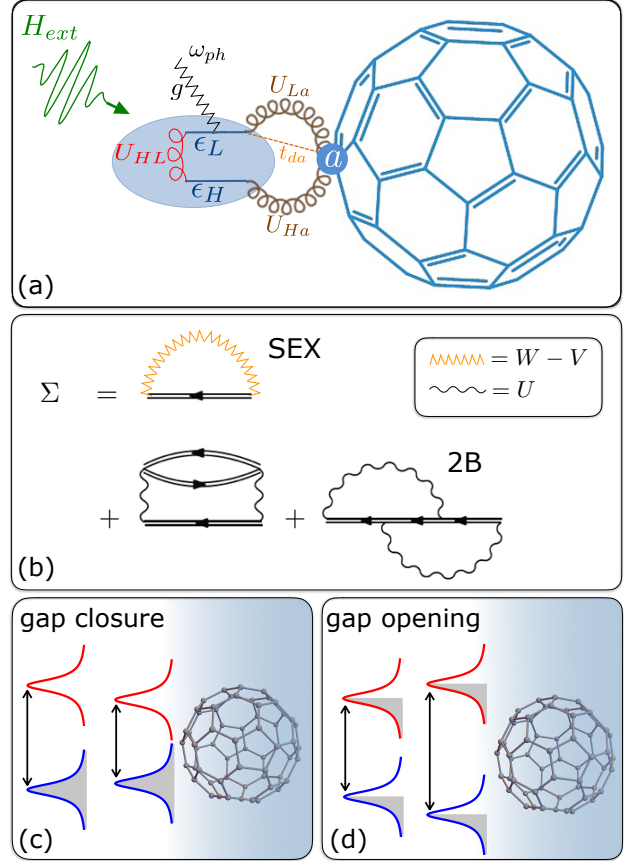 H_ext
ω_ph
g
U_La
U_HL
ϵ_L
t_da
a
ϵ_H
U_Ha
(a)
SEX
= W − V
Σ =
= U
2B
+ +
(b)
gap closure
gap opening
(c)
(d)